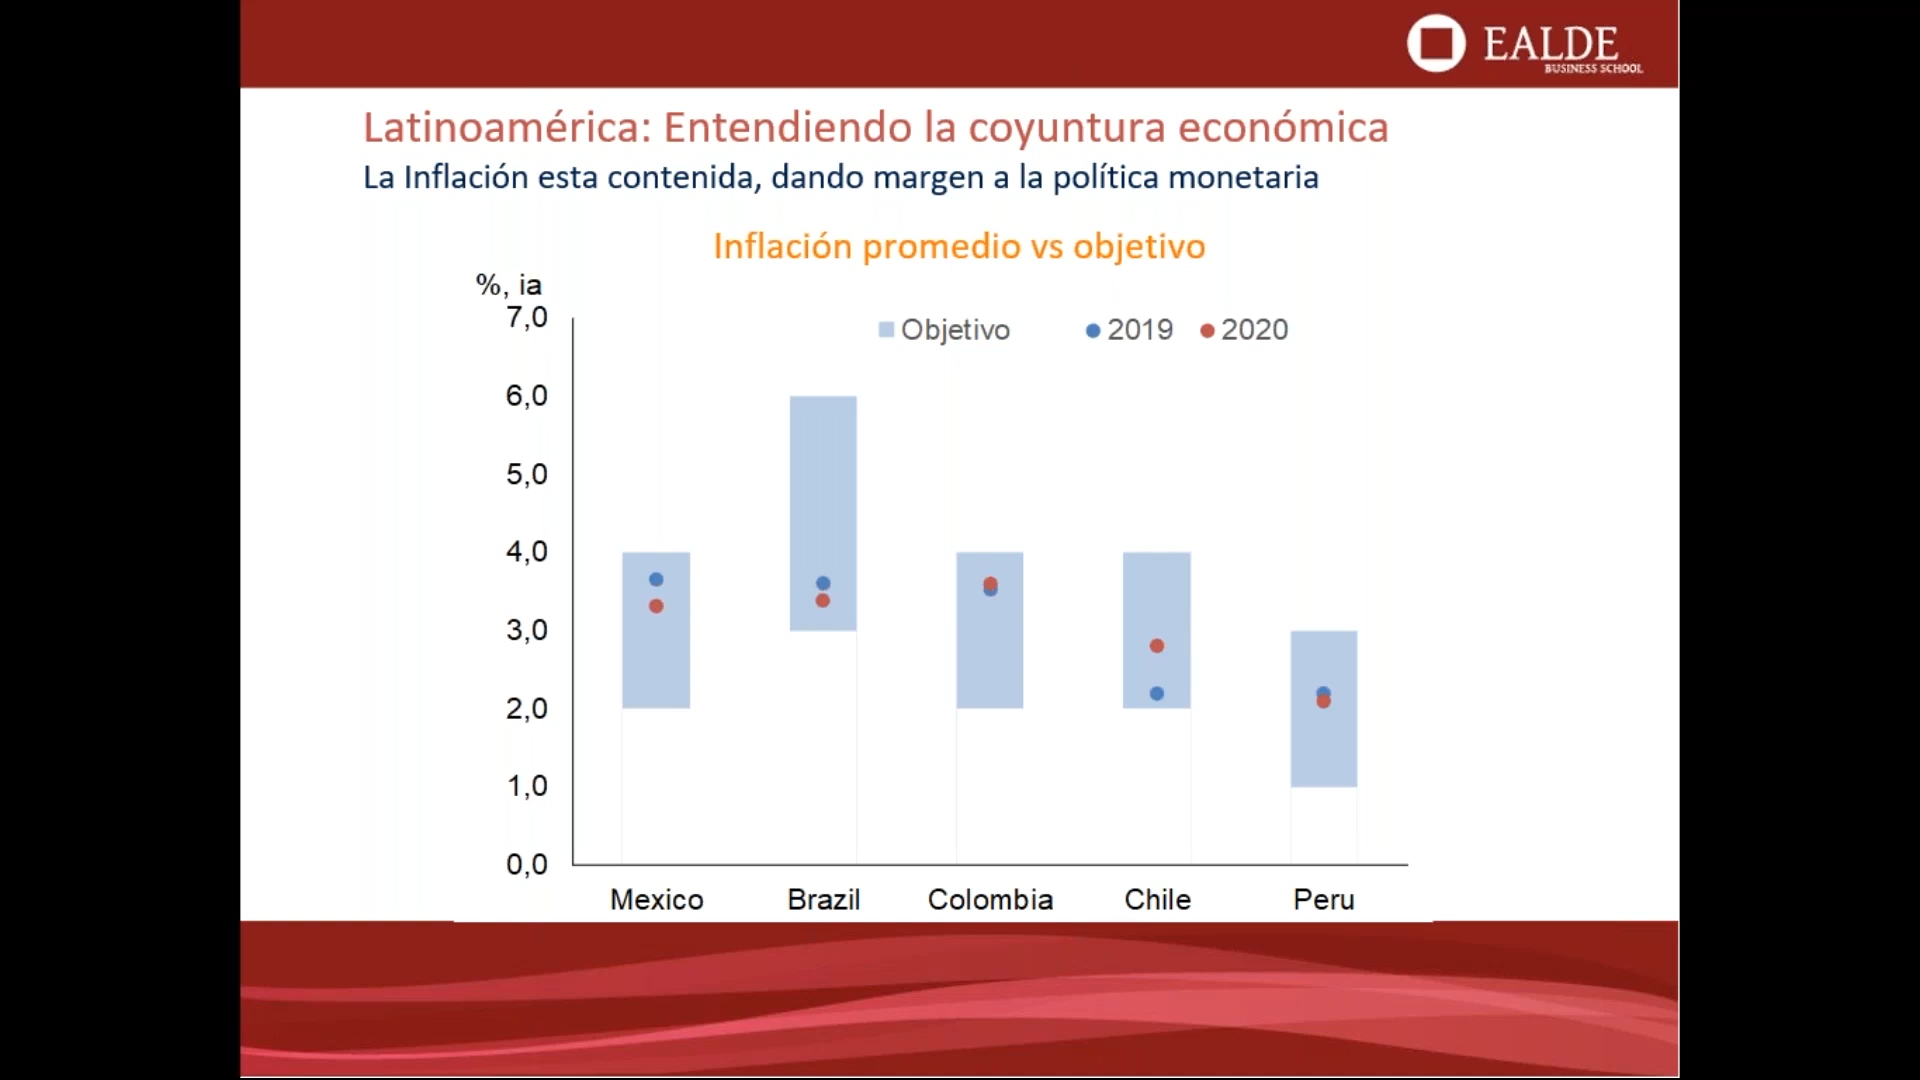 EALDE
BUSINESS SCHOOL
Latinoamérica: Entendiendo la coyuntura económica
La Inflación esta contenida, dando margen a la política monetaria
Inflación promedio vs objetivo
%, ia
7,0
Objetivo 2019 2020
6,0
5,0
4,0
3,0
2,0
1,0
0,0
Mexico Brazil Colombia Chile Peru